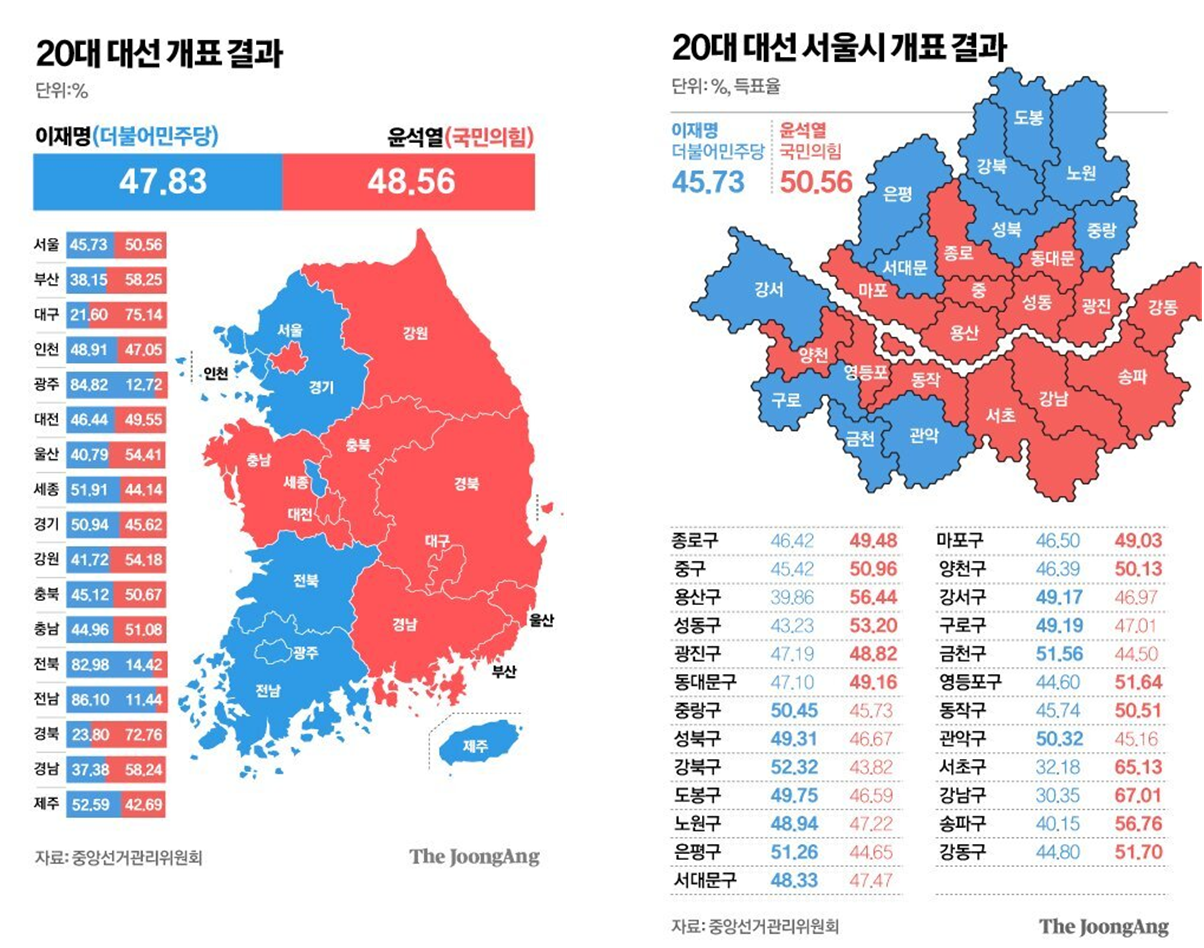 20대 대선 개표 결과
단위:%
이재명(더불어민주당) 윤석열(국민의힘)
47.83 48.56
서울 45.73 50.56
부산 38.15 58.25
대구 21.60 75.14
인천 48.91 47.05
광주 84.82 12.72
대전 46.44 49.55
울산 40.79 54.41
세종 51.91 44.14
경기 50.94 45.62
강원 41.72 54.18
충북 45.12 50.67
충남 44.96 51.08
전북 82.98 14.42
전남 86.10 11.44
경북 23.80 72.76
경남 37.38 58.24
제주 52.59 42.69
서울
강원
인천
경기
충북
충남
세종
경북
대전
대구
전북
울산
경남
광주
부산
전남
제주
자료: 중앙선거관리위원회 The JoongAng
20대 대선 서울시 개표 결과
단위: %, 득표율
이재명 윤석열
더불어민주당 국민의힘
45.73 50.56
도봉
강북
노원
은평
성북
중랑
종로
동대문
서대문
강서
마포
중
성동
광진
강동
용산
양천
영등포
동작
송파
구로
강남
서초
금천
관악
종로구 46.42 49.48
중구 45.42 50.96
용산구 39.86 56.44
성동구 43.23 53.20
광진구 47.19 48.82
동대문구 47.10 49.16
중랑구 50.45 45.73
성북구 49.31 46.67
강북구 52.32 43.82
도봉구 49.75 46.59
노원구 48.94 47.22
은평구 51.26 44.65
서대문구 48.33 47.47
마포구 46.50 49.03
양천구 46.39 50.13
강서구 49.17 46.97
구로구 49.19 47.01
금천구 51.56 44.50
영등포구 44.60 51.64
동작구 45.74 50.51
관악구 50.32 45.16
서초구 32.18 65.13
강남구 30.35 67.01
송파구 40.15 56.76
강동구 44.80 51.70
자료: 중앙선거관리위원회 The JoongAng